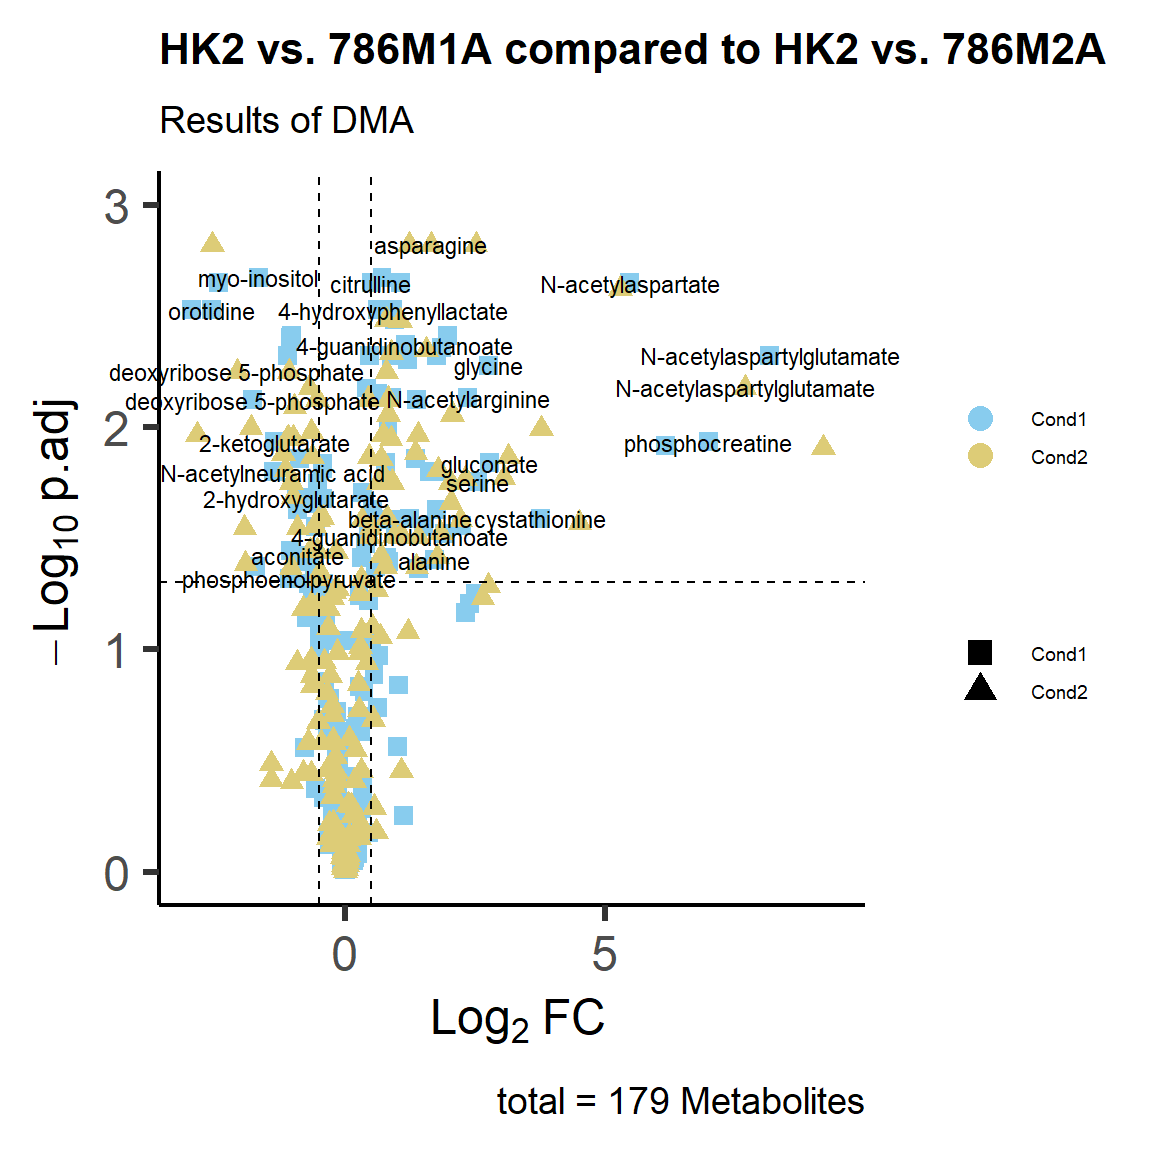 HK2 vs. 786M1A compared to HK2 vs. 786M2A
Results of DMA
3
asparagine
myo-inositol
citrulline
N-acetylaspartate
orotidine
4-hydroxyphenyllactate
4-guanidinobutanoate
N-acetylaspartylglutamate
glycine
deoxyribose 5-phosphate
N-acetylaspartylglutamate
deoxyribose 5-phosphate
N-acetylarginine
Cond1
2
2-ketoglutarate
phosphocreatine
Cond2
gluconate
N-acetylneuramic acid
serine
2-hydroxyglutarate
beta-alanine
cystathionine
4-guanidinobutanoate
aconitate
alanine
phosphoenolpyruvate
−Log10 p.adj
1
Cond1
Cond2
0
0
5
Log2 FC
total = 179 Metabolites